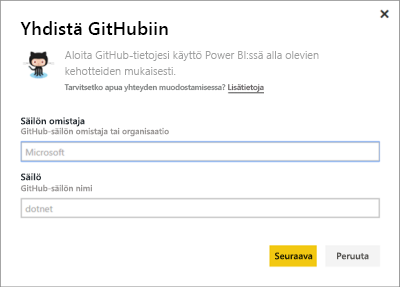 Yhdistä GitHubiin
Aloita GitHub-tietojesi käyttö Power BI:ssä alla olevien
kehotteiden mukaisesti.
Tarvitsetko apua yhteyden muodostamisessa? Lisätietoja
Säilön omistaja
GitHub-säilön omistaja tai organisaatio
Microsoft
Säilö
GitHub-säilön nimi
dotnet
Seuraava
Peruuta